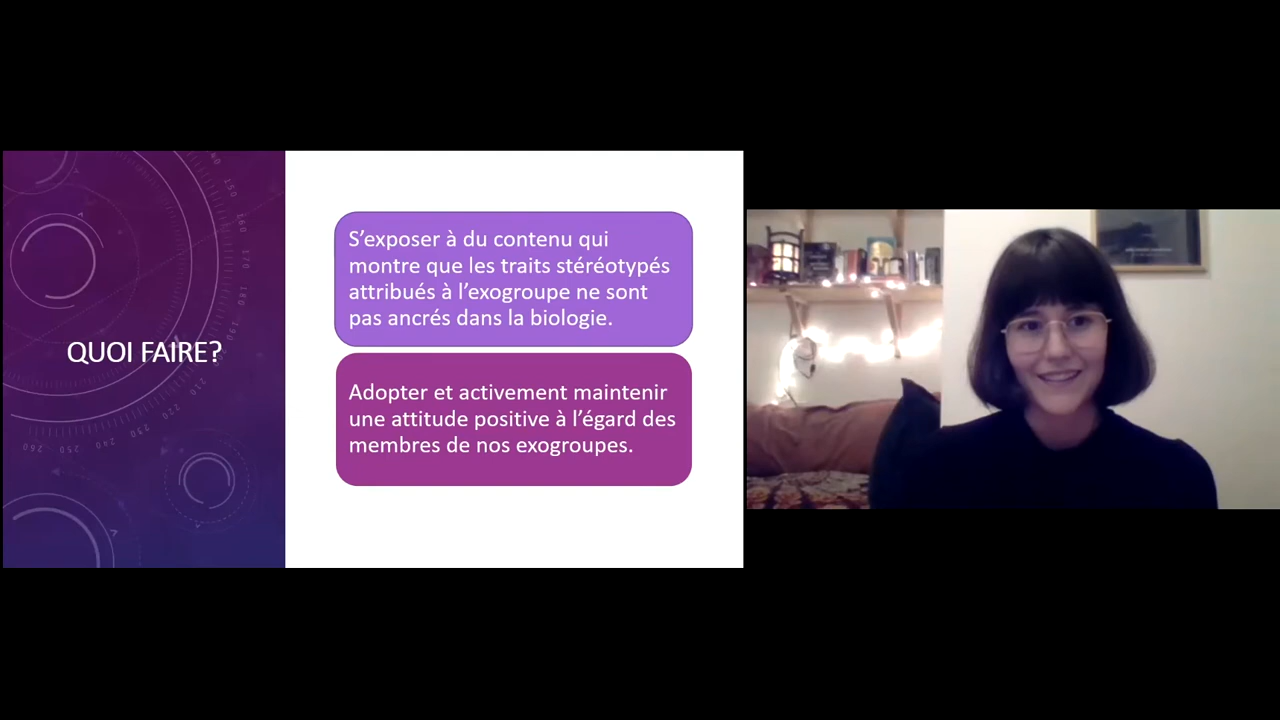 QUOI FAIRE?
S'exposer à du contenu qui
montre que les traits stéréotypés
attribués à l'exogroupe ne sont
pas ancrés dans la biologie.
Adopter et activement maintenir
une attitude positive à l'égard des
membres de nos exogroupes.